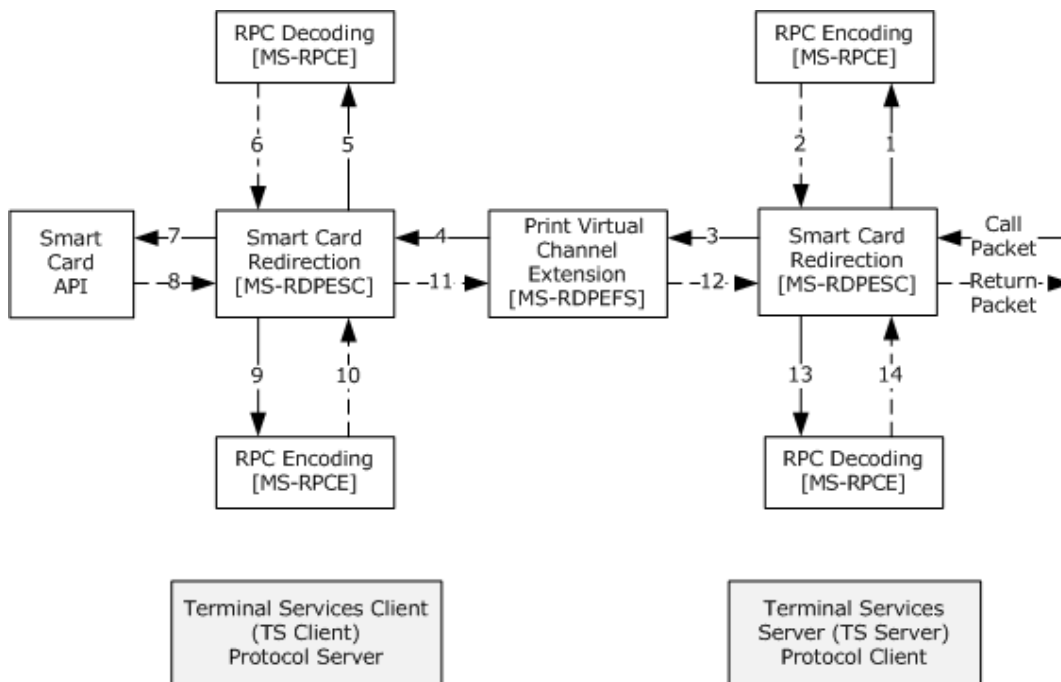 RPC Decoding
[MS-RPCE]
RPC Encoding
[MS-RPCE]
6
5
2
1
Smart
Card
API
7
8
Smart Card
Redirection
[MS-RDPESC]
4
11
Print Virtual
Channel
Extension
[MS-RDPEFS]
3
12
Smart Card
Redirection
[MS-RDPESC]
Call
Packet
Return
Packet
9
10
13
14
RPC Encoding
[MS-RPCE]
RPC Decoding
[MS-RPCE]
Terminal Services Client
(TS Client)
Protocol Server
Terminal Services
Server (TS Server)
Protocol Client